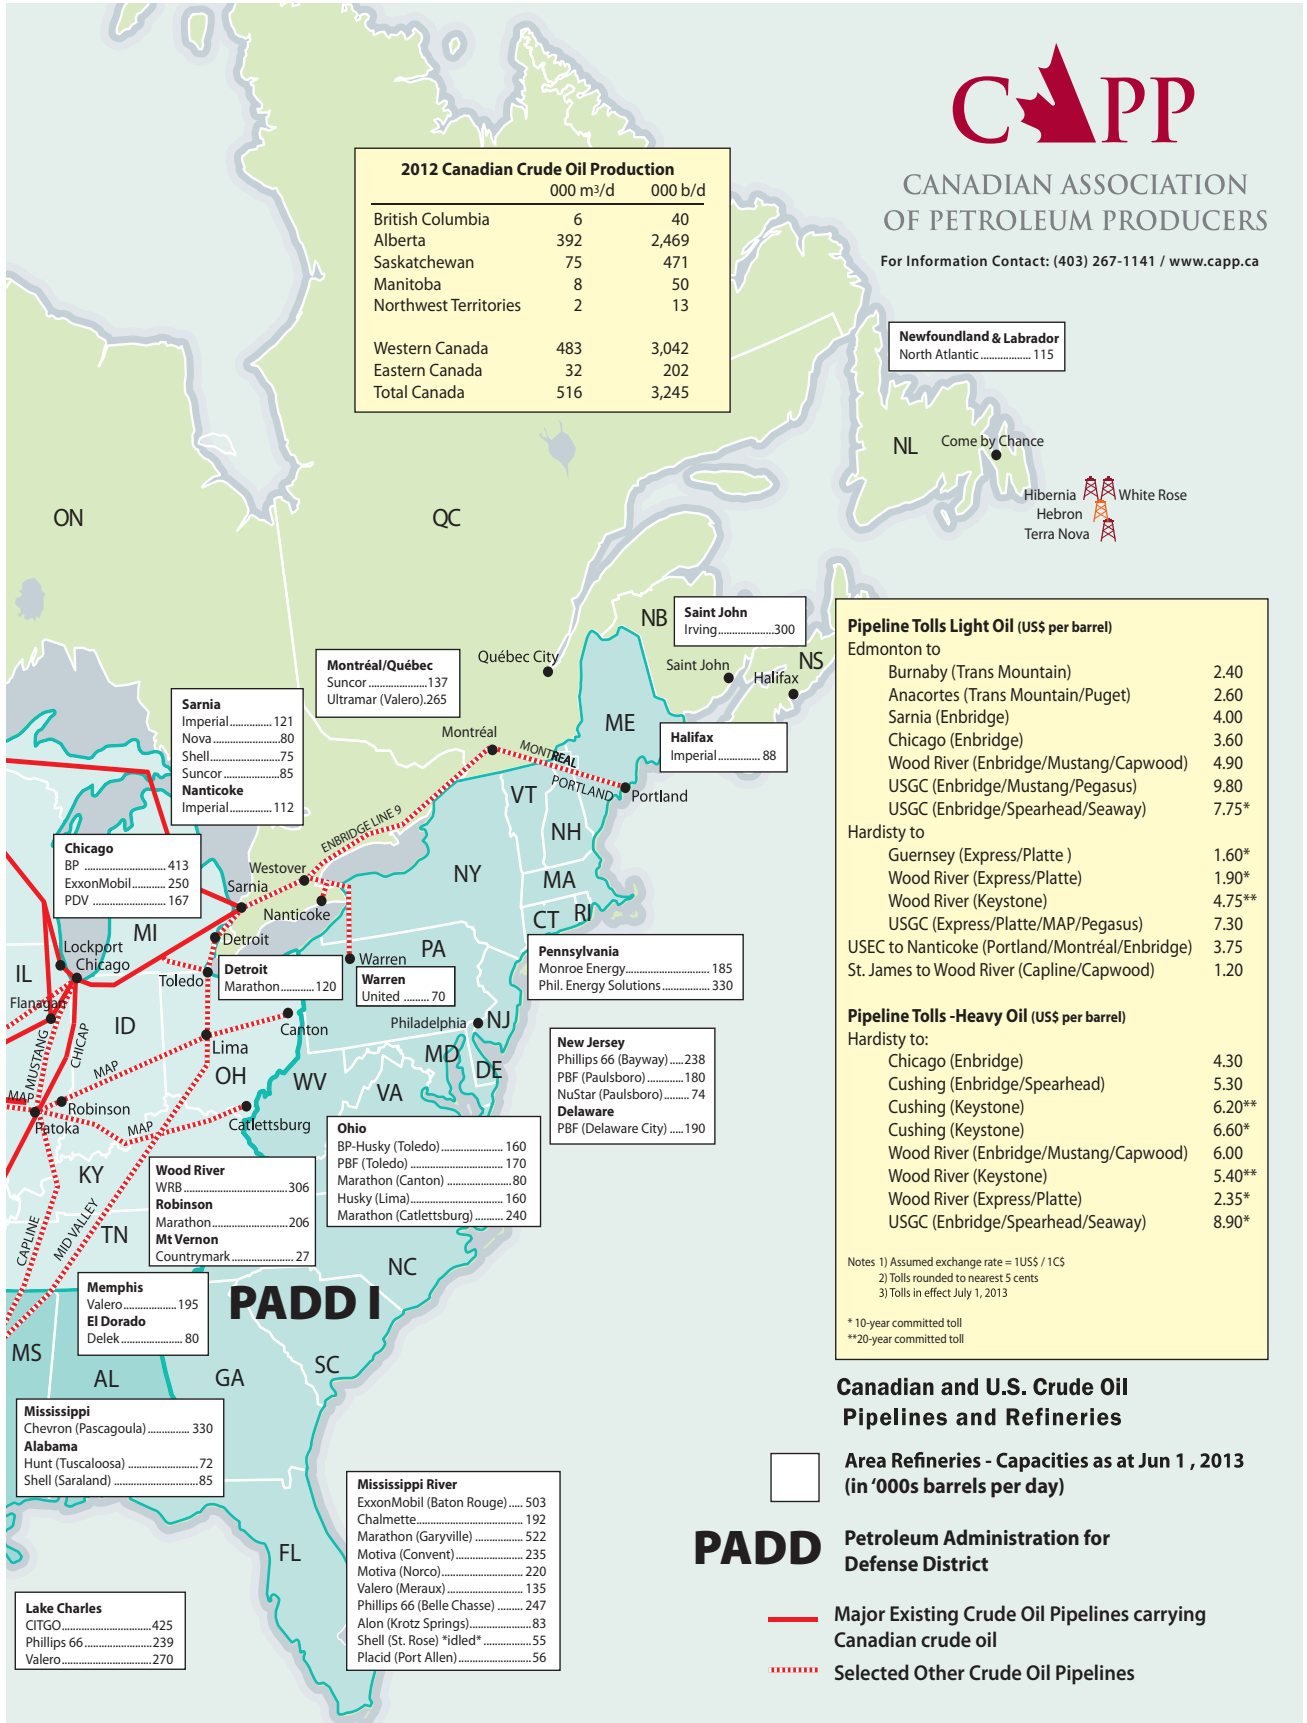 CAPP
CANADIAN ASSOCIATION
OF PETROLEUM PRODUCERS
For Information Contact: (403) 267-1141 / www.capp.ca
2012 Canadian Crude Oil Production
000 m³/d 000 b/d
British Columbia 6 40
Alberta 392 2,469
Saskatchewan 75 471
Manitoba 8 50
Northwest Territories 2 13
Western Canada 483 3,042
Eastern Canada 32 202
Total Canada 516 3,245
Newfoundland & Labrador
North Atlantic.................. 115
NL
Come by Chance
Hibernia
White Rose
Hebron
Terra Nova
ON
QC
NB
Saint John
Irving....................300
NS
Québec City
Saint John
Halifax
Montréal/Québec
Suncor .....................137
Ultramar (Valero).265
Sarnia
Imperial............... 121
Nova........................80
Shell.........................75
Suncor ....................85
Nanticoke
Imperial............... 112
Montréal
MONTREAL
PORTLAND
Portland
ME
Halifax
Imperial............... 88
VT
NH
ENBRIDGE LINE 9
Chicago
BP ............................. 413
ExxonMobil............ 250
PDV .......................... 167
Westover
Sarnia
Nanticoke
NY
MA
CT
RI
MI
Detroit
Lockport
Chicago
IL
Flanagan
Toledo
Detroit
Marathon............120
PA
Warren
Warren
United ......... 70
Pennsylvania
Monroe Energy............................. 185
Phil. Energy Solutions................. 330
Canton
Philadelphia
NJ
ID
Lima
OH
WV
MD
DE
VA
New Jersey
Phillips 66 (Bayway).....238
PBF (Paulsboro).............180
NuStar (Paulsboro)......... 74
Delaware
PBF (Delaware City) .....190
MUSTANG
CHICAP
MAP
MAP
MAP
Robinson
Patoka
Catlettsburg
Ohio
BP-Husky (Toledo)...................... 160
PBF (Toledo) ................................ 170
Marathon (Canton) .....................80
Husky (Lima)................................ 160
Marathon (Catlettsburg) .......... 240
KY
Wood River
WRB.....................................306
Robinson
Marathon...........................206
Mt Vernon
Countrymark...................... 27
CAPLINE
MID VALLEY
TN
NC
Memphis
Valero...................195
El Dorado
Delek...................... 80
PADD I
MS
AL
GA
SC
Mississippi
Chevron (Pascagoula)............... 330
Alabama
Hunt (Tuscaloosa) .........................72
Shell (Saraland) ..............................85
FL
Mississippi River
ExxonMobil (Baton Rouge)..... 503
Chalmette...................................... 192
Marathon (Garyville) ................. 522
Motiva (Convent)........................ 235
Motiva (Norco)............................. 220
Valero (Meraux)........................... 135
Phillips 66 (Belle Chasse) ......... 247
Alon (Krotz Springs)......................83
Shell (St. Rose) *idled*..................55
Placid (Port Allen)..........................56
Lake Charles
CITGO................................425
Phillips 66........................239
Valero................................270
Pipeline Tolls Light Oil (US$ per barrel)
Edmonton to
Burnaby (Trans Mountain) 2.40
Anacortes (Trans Mountain/Puget) 2.60
Sarnia (Enbridge) 4.00
Chicago (Enbridge) 3.60
Wood River (Enbridge/Mustang/Capwood) 4.90
USGC (Enbridge/Mustang/Pegasus) 9.80
USGC (Enbridge/Spearhead/Seaway) 7.75*
Hardisty to
Guernsey (Express/Platte ) 1.60*
Wood River (Express/Platte) 1.90*
Wood River (Keystone) 4.75**
USGC (Express/Platte/MAP/Pegasus) 7.30
USEC to Nanticoke (Portland/Montréal/Enbridge) 3.75
St. James to Wood River (Capline/Capwood) 1.20
Pipeline Tolls -Heavy Oil (US$ per barrel)
Hardisty to:
Chicago (Enbridge) 4.30
Cushing (Enbridge/Spearhead) 5.30
Cushing (Keystone) 6.20**
Cushing (Keystone) 6.60*
Wood River (Enbridge/Mustang/Capwood) 6.00
Wood River (Keystone) 5.40**
Wood River (Express/Platte) 2.35*
USGC (Enbridge/Spearhead/Seaway) 8.90*
Notes 1) Assumed exchange rate = 1US$ / 1C$
2) Tolls rounded to nearest 5 cents
3) Tolls in effect July 1, 2013
* 10-year committed toll
**20-year committed toll
Canadian and U.S. Crude Oil
Pipelines and Refineries
Area Refineries - Capacities as at Jun 1 , 2013
(in ‘000s barrels per day)
PADD
Petroleum Administration for
Defense District
Major Existing Crude Oil Pipelines carrying
Canadian crude oil
Selected Other Crude Oil Pipelines